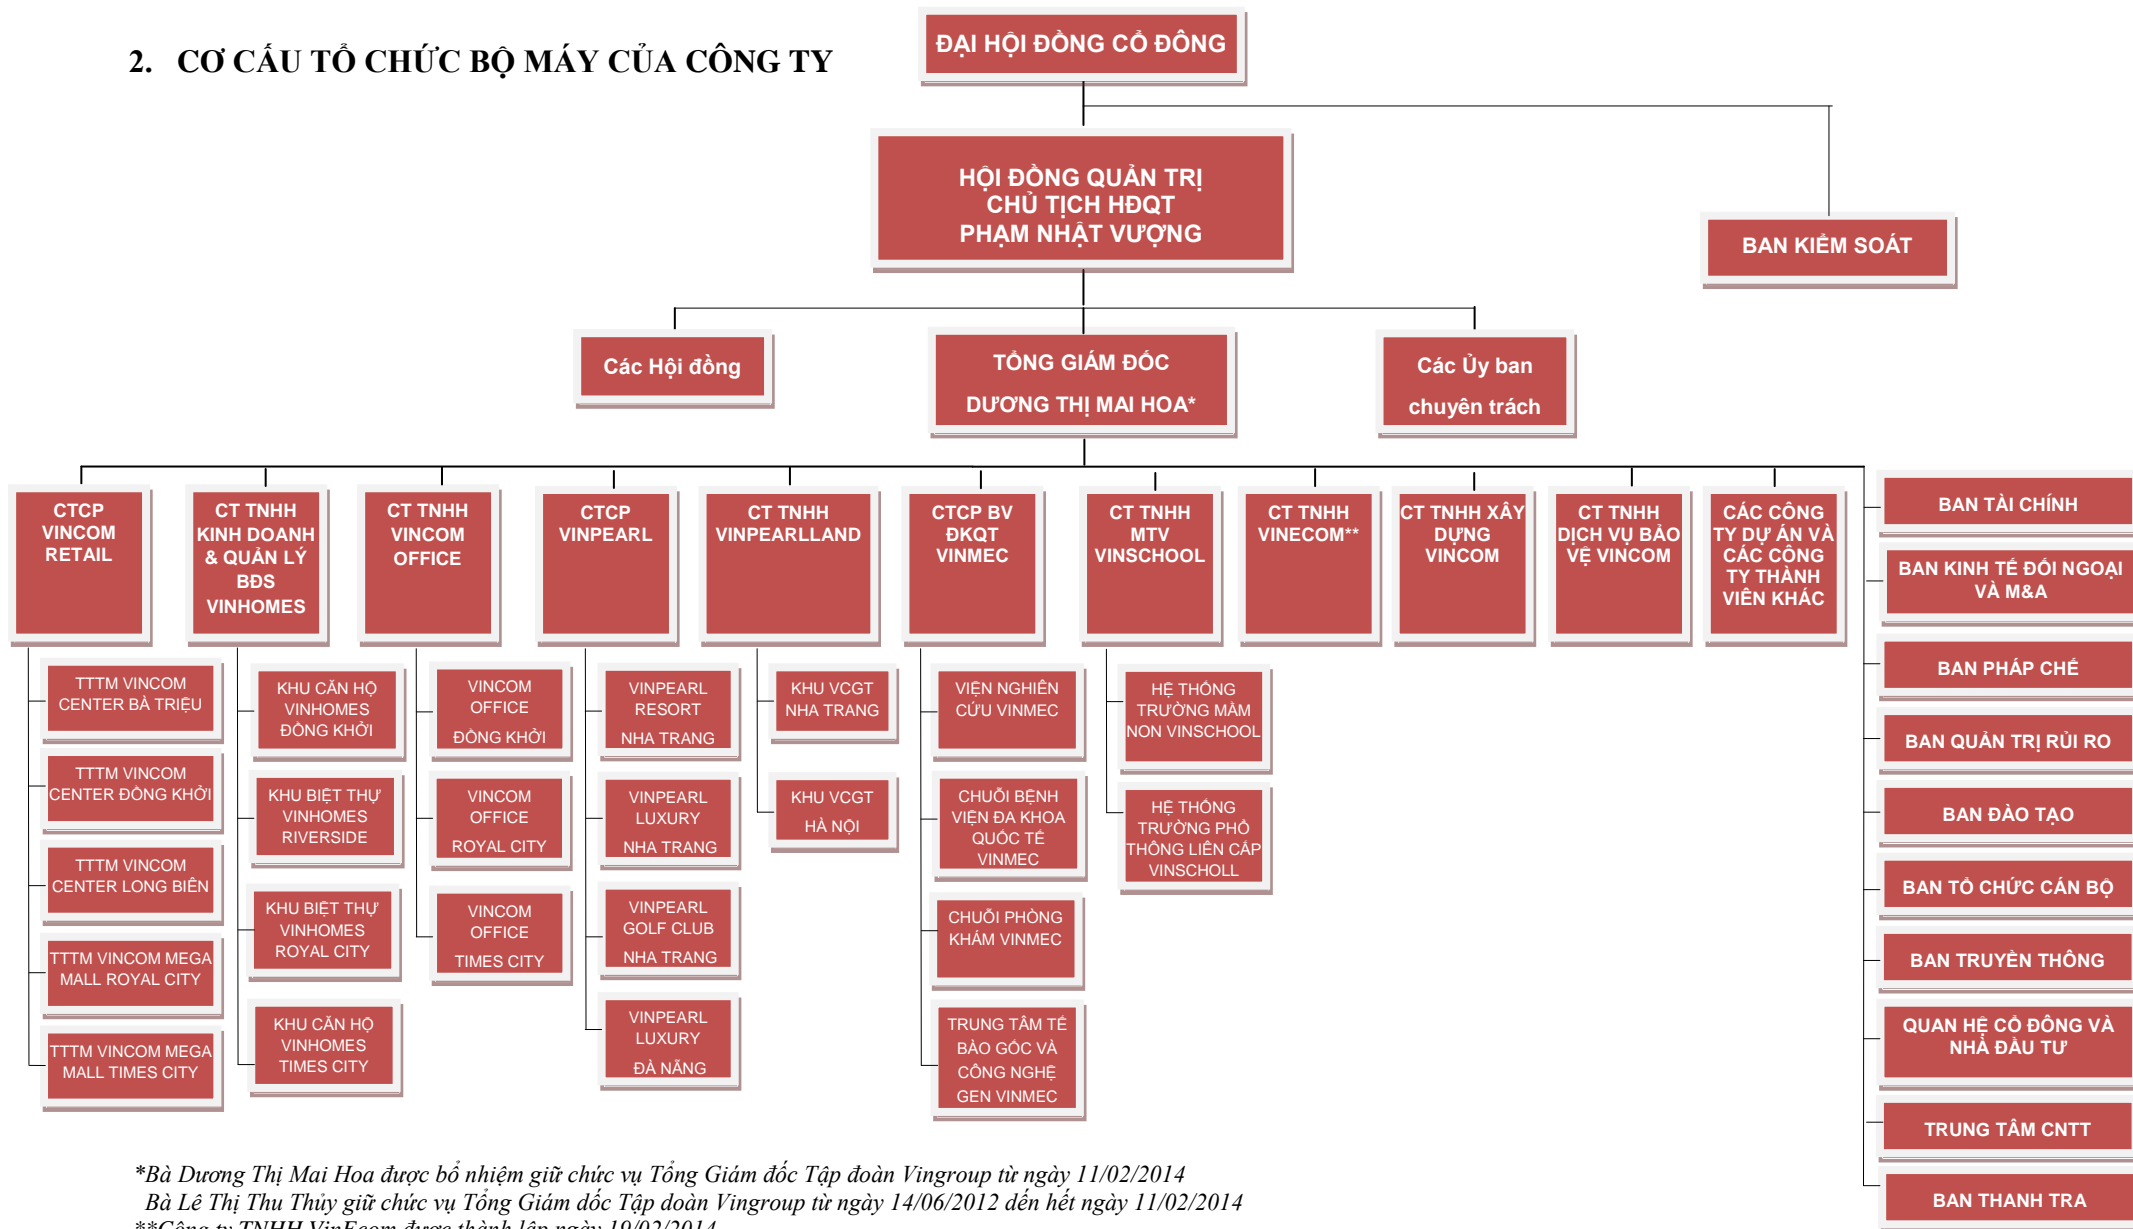 2. CƠ CẤU TỔ CHỨC BỘ MÁY CỦA CÔNG TY
ĐẠI HỘI ĐỒNG CỔ ĐÔNG
HỘI ĐỒNG QUẢN TRỊ
CHỦ TỊCH HĐQT
PHẠM NHẬT VƯỢNG
BAN KIỂM SOÁT
Các Hội đồng
TỔNG GIÁM ĐỐC
DƯƠNG THỊ MAI HOA*
Các Ủy ban
chuyên trách
CTCP
VINCOM
RETAIL
CT TNHH
KINH DOANH
& QUẢN LÝ
BĐS
VINHOMES
CT TNHH
VINCOM
OFFICE
CTCP
VINPEARL
CT TNHH
VINPEARLLAND
CTCP BV
ĐKQT
VINMEC
CT TNHH
MTV
VINSCHOOL
CT TNHH
VINECOM**
CT TNHH XÂY
DỰNG
VINCOM
CT TNHH
DỊCH VỤ BẢO
VỆ VINCOM
CÁC CÔNG
TY DỰ ÁN VÀ
CÁC CÔNG
TY THÀNH
VIÊN KHÁC
TTTM VINCOM
CENTER BÀ TRIỆU
TTTM VINCOM
CENTER ĐỒNG KHỞI
TTTM VINCOM
CENTER LONG BIÊN
TTTM VINCOM MEGA
MALL ROYAL CITY
TTTM VINCOM MEGA
MALL TIMES CITY
KHU CĂN HỘ
VINHOMES
ĐỒNG KHỞI
KHU BIỆT THỰ
VINHOMES
RIVERSIDE
KHU BIỆT THỰ
VINHOMES
ROYAL CITY
KHU CĂN HỘ
VINHOMES
TIMES CITY
VINCOM
OFFICE
ĐỒNG KHỞI
VINCOM
OFFICE
ROYAL CITY
VINCOM
OFFICE
TIMES CITY
VINPEARL
RESORT
NHA TRANG
VINPEARL
LUXURY
NHA TRANG
VINPEARL
GOLF CLUB
NHA TRANG
VINPEARL
LUXURY
ĐÀ NẴNG
KHU VCGT
NHA TRANG
KHU VCGT
HÀ NỘI
VIỆN NGHIÊN
CỨU VINMEC
CHUỖI BỆNH
VIỆN ĐA KHOA
QUỐC TẾ
VINMEC
CHUỖI PHÒNG
KHÁM VINMEC
TRUNG TÂM TẾ
BÀO GỐC VÀ
CÔNG NGHỆ
GEN VINMEC
HỆ THỐNG
TRƯỜNG MẦM
NON VINSCHOOL
HỆ THỐNG
TRƯỜNG PHỔ
THÔNG LIÊN CẤP
VINSCHOLL
BAN TÀI CHÍNH
BAN KINH TẾ ĐỐI NGOẠI
VÀ M&A
BAN PHÁP CHẾ
BAN QUẢN TRỊ RỦI RO
BAN ĐÀO TẠO
BAN TỔ CHỨC CÁN BỘ
BAN TRUYỀN THÔNG
QUAN HỆ CỔ ĐÔNG VÀ
NHÀ ĐẦU TƯ
TRUNG TÂM CNTT
BAN THANH TRA
*Bà Dương Thị Mai Hoa được bổ nhiệm giữ chức vụ Tổng Giám đốc Tập đoàn Vingroup từ ngày 11/02/2014
Bà Lê Thị Thu Thủy giữ chức vụ Tổng Giám dốc Tập doàn Vingroup từ ngày 14/06/2012 dến hết ngày 11/02/2014
**Công ty TNHH VinEcom được thành lập ngày 19/02/2014